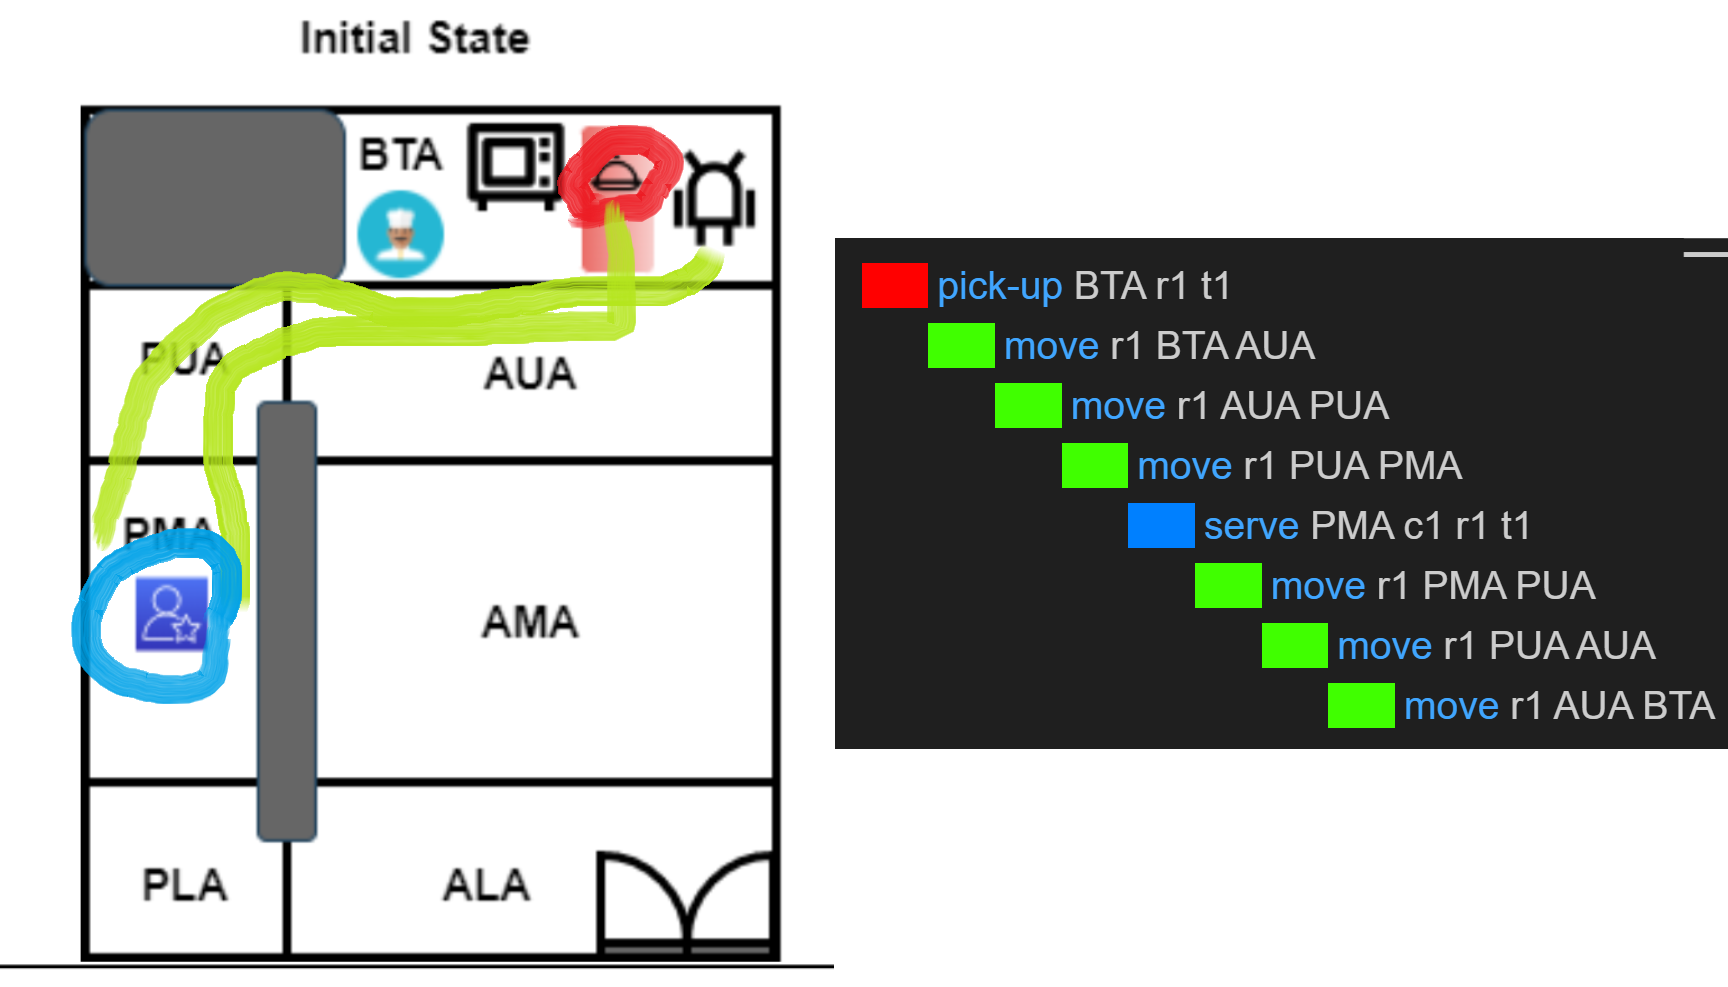 Initial State
BTA
PUA
AUA
PMA
AMA
PLA
ALA
pick-up BTA r1 t1
move r1 BTA AUA
move r1 AUA PUA
move r1 PUA PMA
serve PMA c1 r1 t1
move r1 PMA PUA
move r1 PUA AUA
move r1 AUA BTA